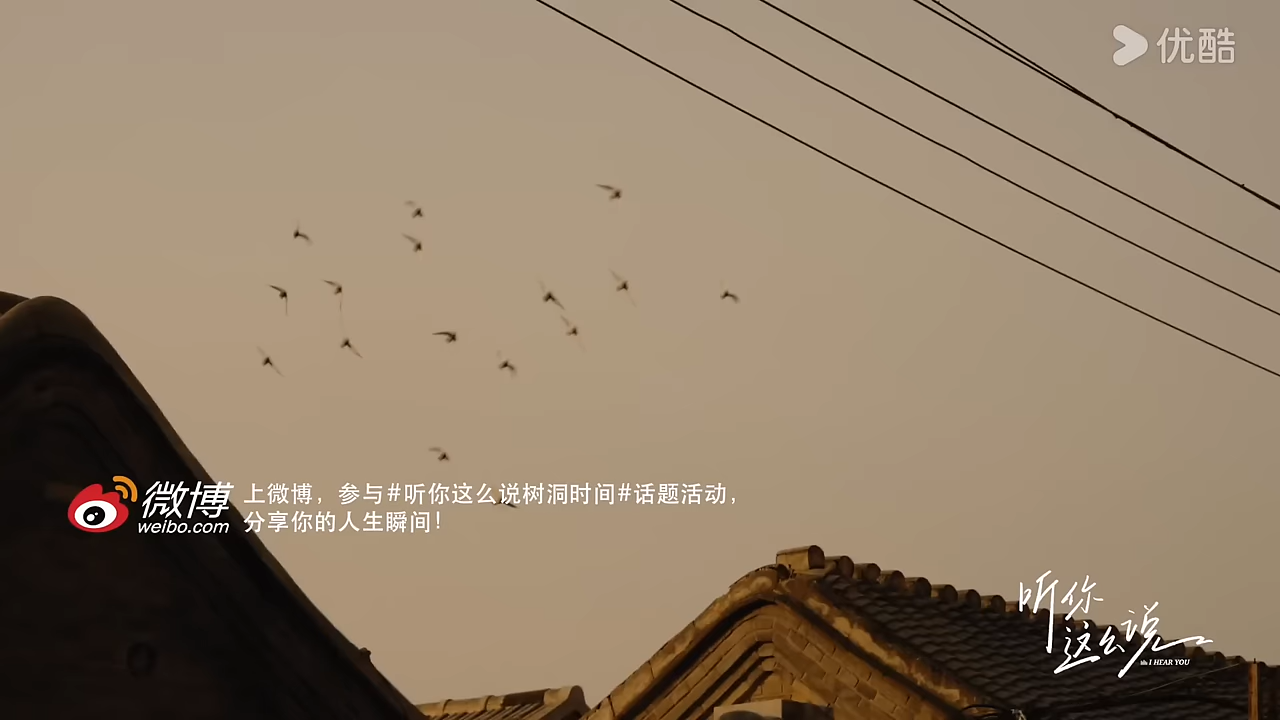 优酷
微博 上微博，参与#听你这么说树洞时间#话题活动，
weibo.com 分享你的人生瞬间！
听你
这么说
I HEAR YOU